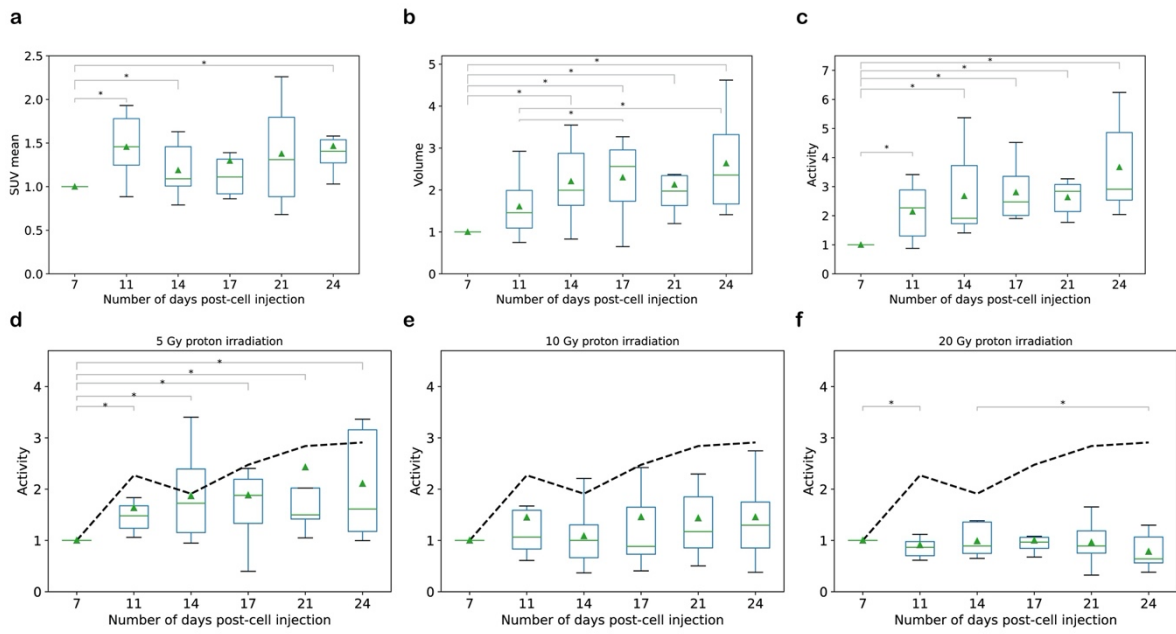 a
b
c
2.5
2.0
1.5
1.0
0.5
0.0
SUV mean
*
*
*
7 11 14 17 21 24
Number of days post-cell injection
5
4
3
2
1
0
Volume
*
*
*
*
*
*
7 11 14 17 21 24
Number of days post-cell injection
7
6
5
4
3
2
1
0
Activity
*
*
*
*
*
7 11 14 17 21 24
Number of days post-cell injection
d
e
f
5 Gy proton irradiation
4
3
2
1
0
Activity
*
*
*
*
*
7 11 14 17 21 24
Number of days post-cell injection
10 Gy proton irradiation
4
3
2
1
0
Activity
7 11 14 17 21 24
Number of days post-cell injection
20 Gy proton irradiation
4
3
2
1
0
Activity
*
*
7 11 14 17 21 24
Number of days post-cell injection